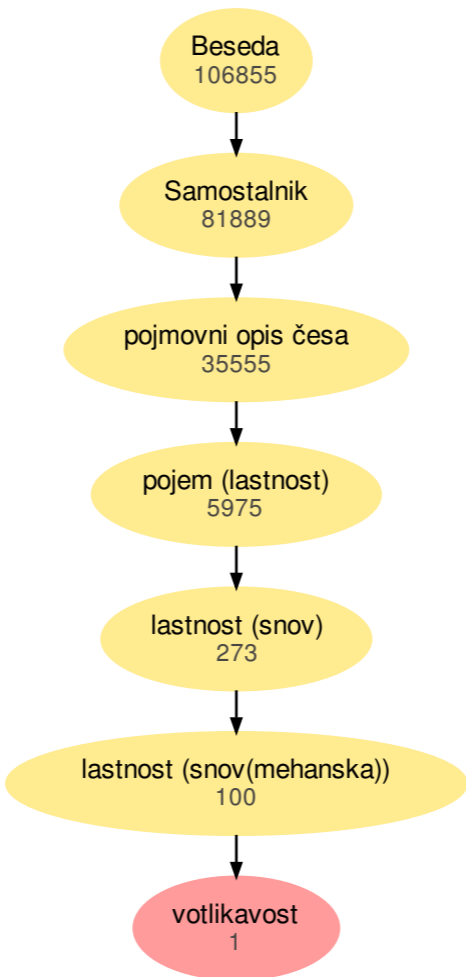 Beseda
106855
Samostalnik
81889
pojmovni opis česa
35555
pojem (lastnost)
5975
lastnost (snov)
273
lastnost (snov(mehanska))
100
votlikavost
1